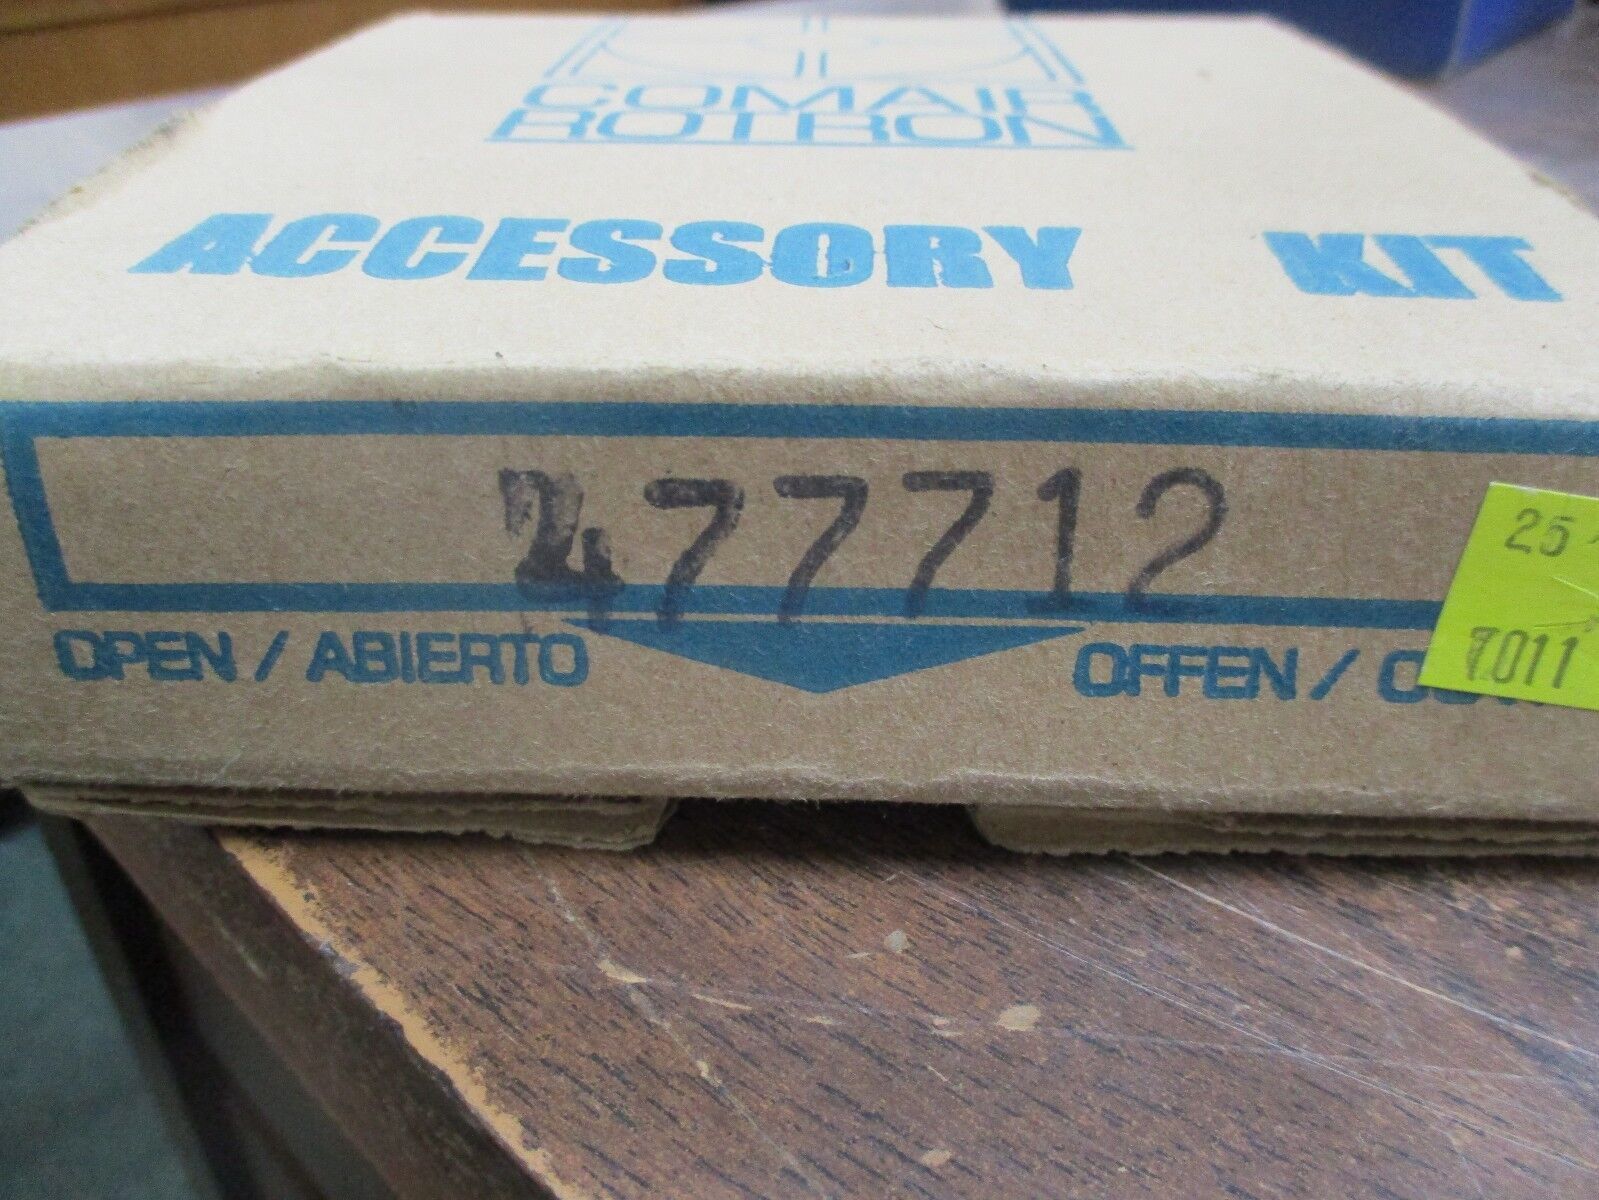 COMAIR
ROTRON
ACCESSORY KIT
477712
25
7011
OPEN / ABIERTO
OFFEN /